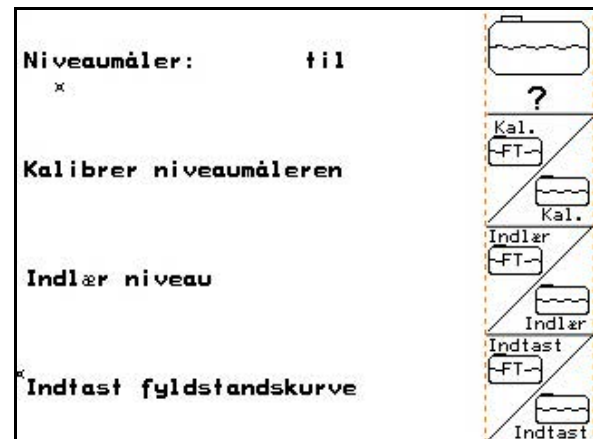 Niveaumåler: til
?
Kal.
FT
Kalibrer niveaumåleren
Kal.
Indlær
FT
Indlær niveau
Indlær
Indtast
FT
Indtast fyldstandskurve
Indtast